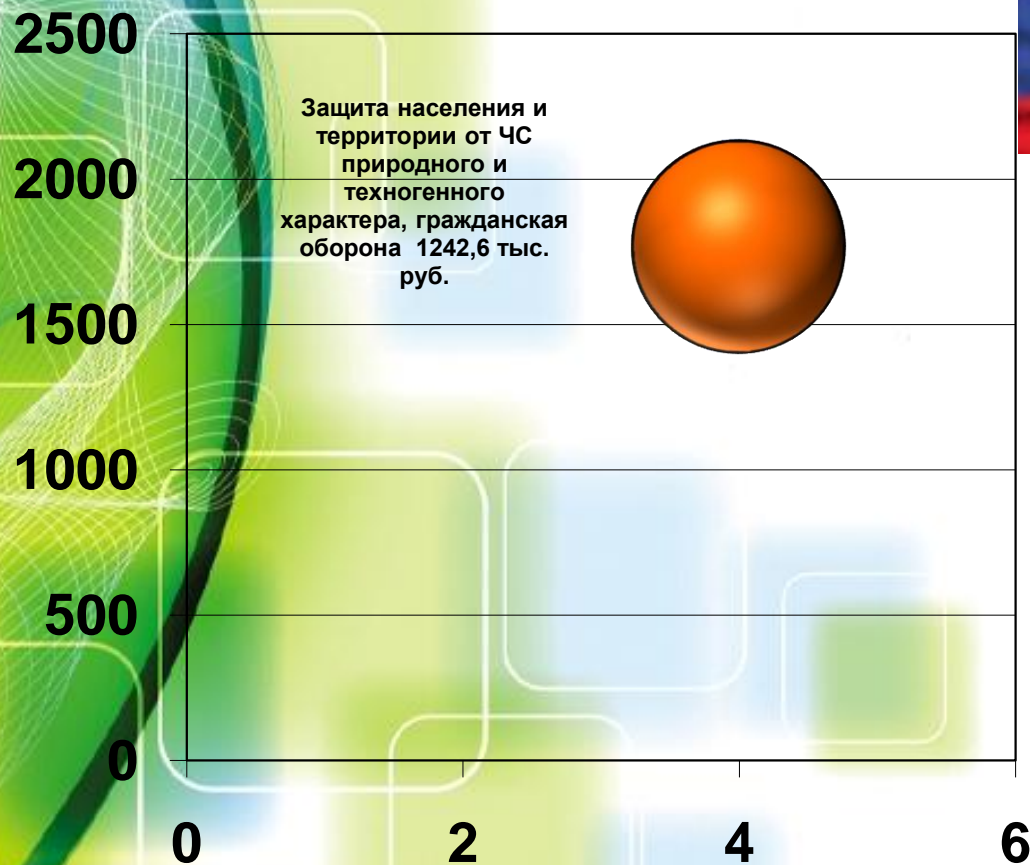 2500
Защита населения и
территории от ЧС
природного и
техногенного
характера, гражданская
оборона  1242,6 тыс.
руб.
2000
1500
1000
500
0
0 2 4 6